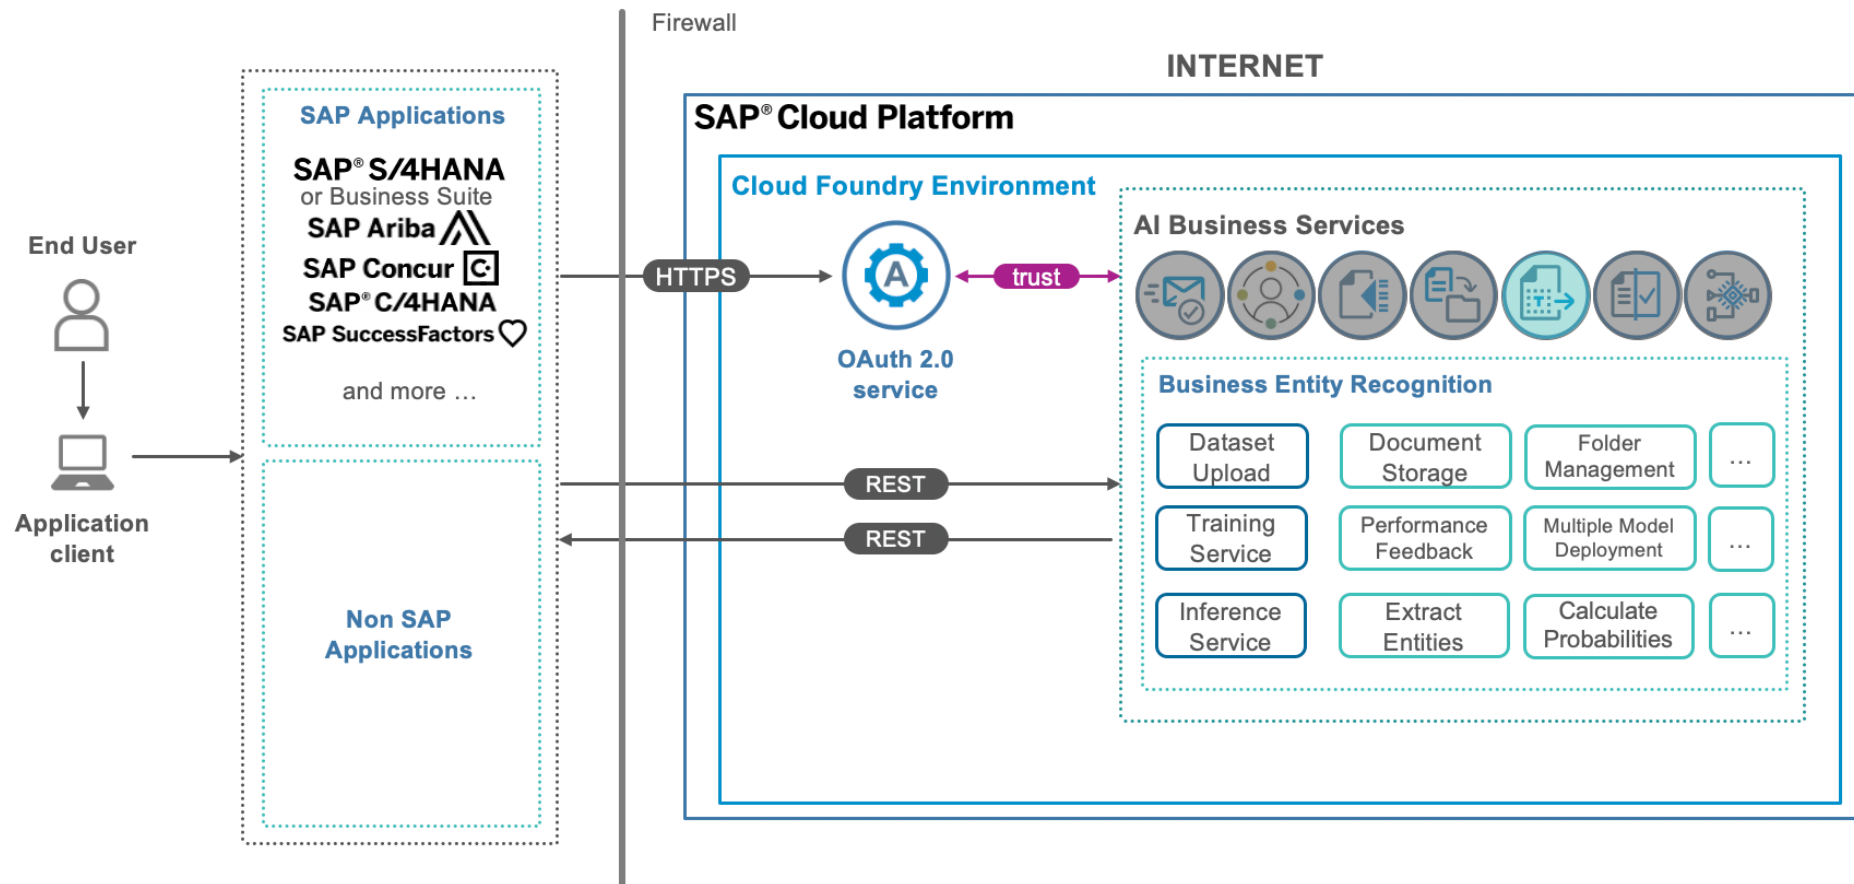 Firewall
INTERNET
End User
Application
client
SAP Applications
SAP® S/4HANA
or Business Suite
SAP Ariba
SAP Concur
C·
SAP® C/4HANA
SAP SuccessFactors
and more ...
Non SAP
Applications
HTTPS
REST
REST
SAP® Cloud Platform
Cloud Foundry Environment
A
OAuth 2.0
service
trust
AI Business Services
T
Business Entity Recognition
Dataset
Upload
Document
Storage
Folder
Management
...
Training
Service
Performance
Feedback
Multiple Model
Deployment
...
Inference
Service
Extract
Entities
Calculate
Probabilities
...